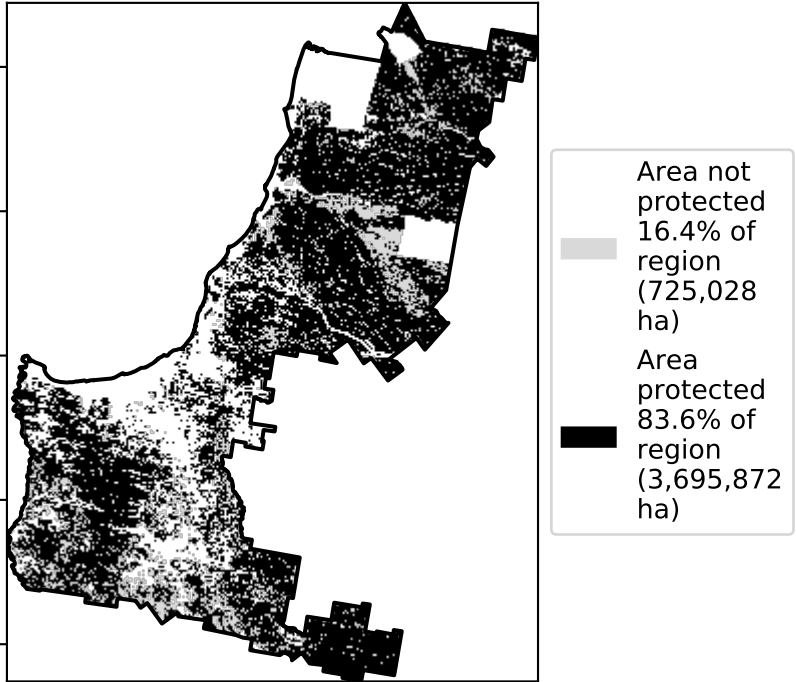 Area not
protected
16.4% of
region
(725,028
ha)
Area
protected
83.6% of
region
(3,695,872
ha)